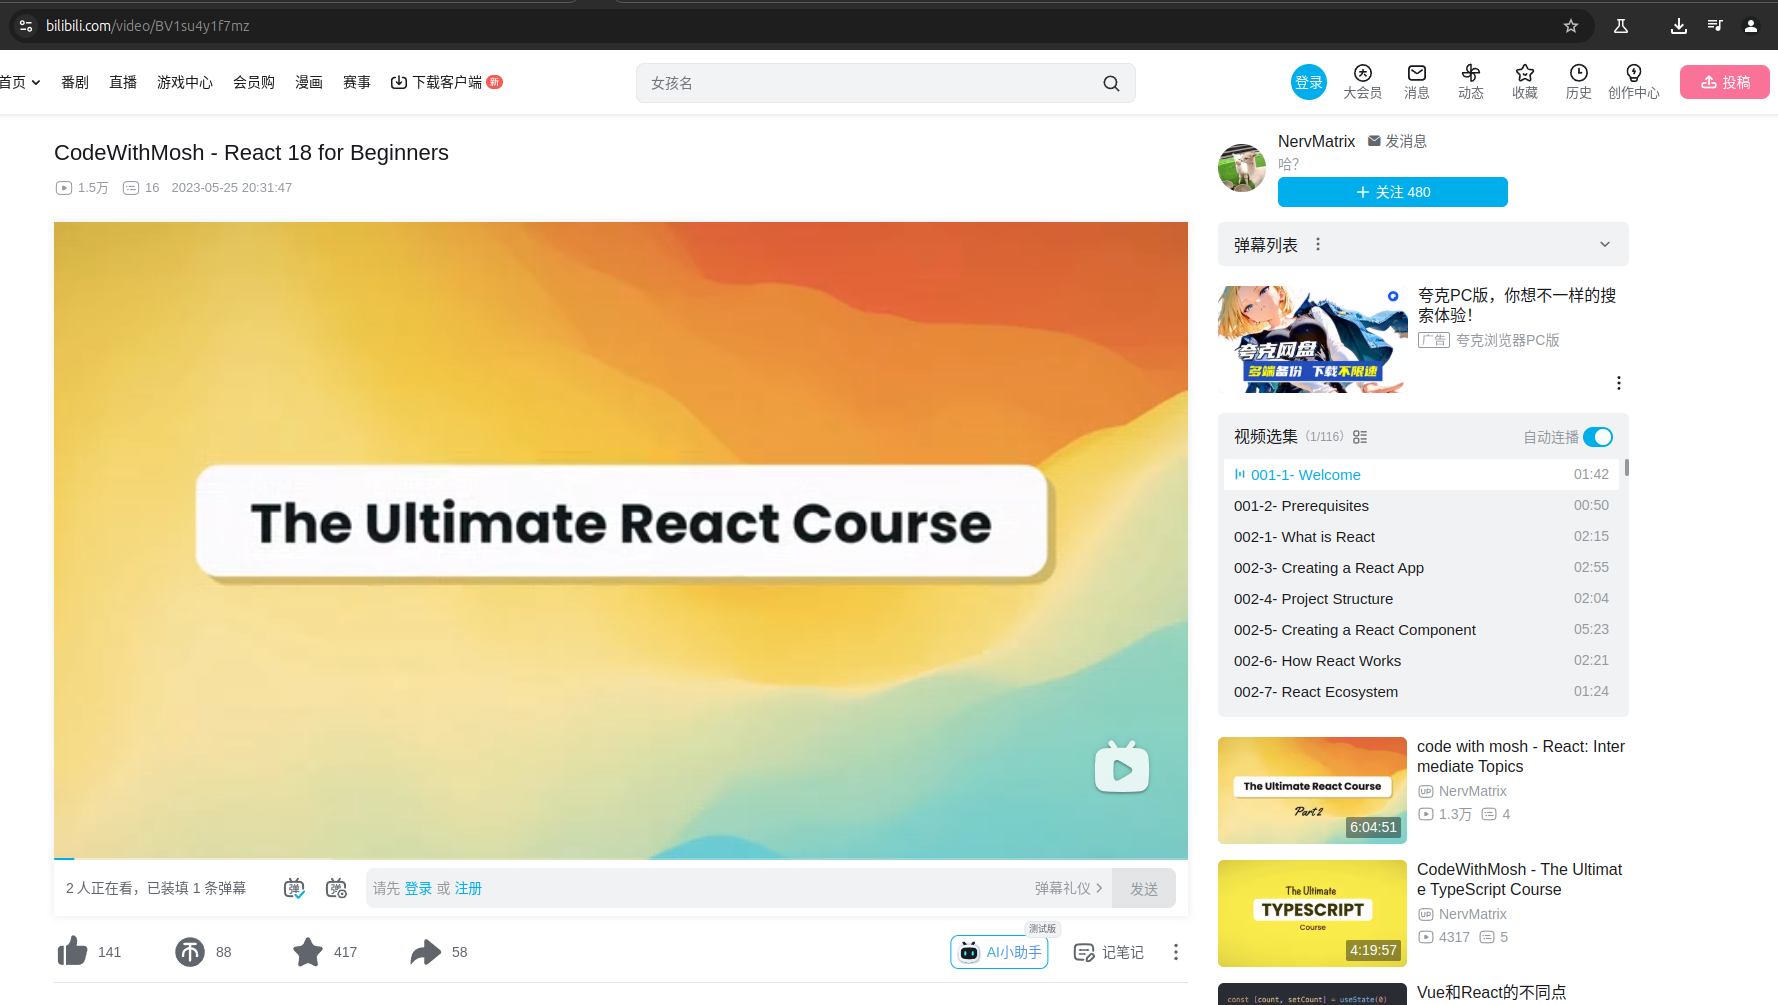 bilibili.com/video/BV1su4y1f7mz
首页 番剧 直播 游戏中心 会员购 漫画 赛事 下载客户端 新
女孩名
登录 大会员 消息 动态 收藏 历史 创作中心 投稿
CodeWithMosh - React 18 for Beginners
1.5万 16 2023-05-25 20:31:47
NervMatrix 发消息
哈？
+ 关注 480
The Ultimate React Course
弹幕列表
夸克网盘
多端备份 下载不限速
夸克PC版，你想不一样的搜
索体验！
广告 夸克浏览器PC版
视频选集 （1/116） 自动连播
001-1- Welcome 01:42
001-2- Prerequisites 00:50
002-1- What is React 02:15
002-3- Creating a React App 02:55
002-4- Project Structure 02:04
002-5- Creating a React Component 05:23
002-6- How React Works 02:21
002-7- React Ecosystem 01:24
The Ultimate React Course
Part 2
6:04:51
code with mosh - React: Inter
mediate Topics
UP NervMatrix
1.3万 4
The Ultimate
TYPESCRIPT
Course
4:19:57
CodeWithMosh - The Ultimat
e TypeScript Course
UP NervMatrix
4317 5
const [count, setCount] = useState(0)
Vue和React的不同点
2 人正在看，已装填 1 条弹幕 弹 弹 请先 登录 或 注册 弹幕礼仪 发送
141 88 417 58 AI小助手 测试版 记笔记